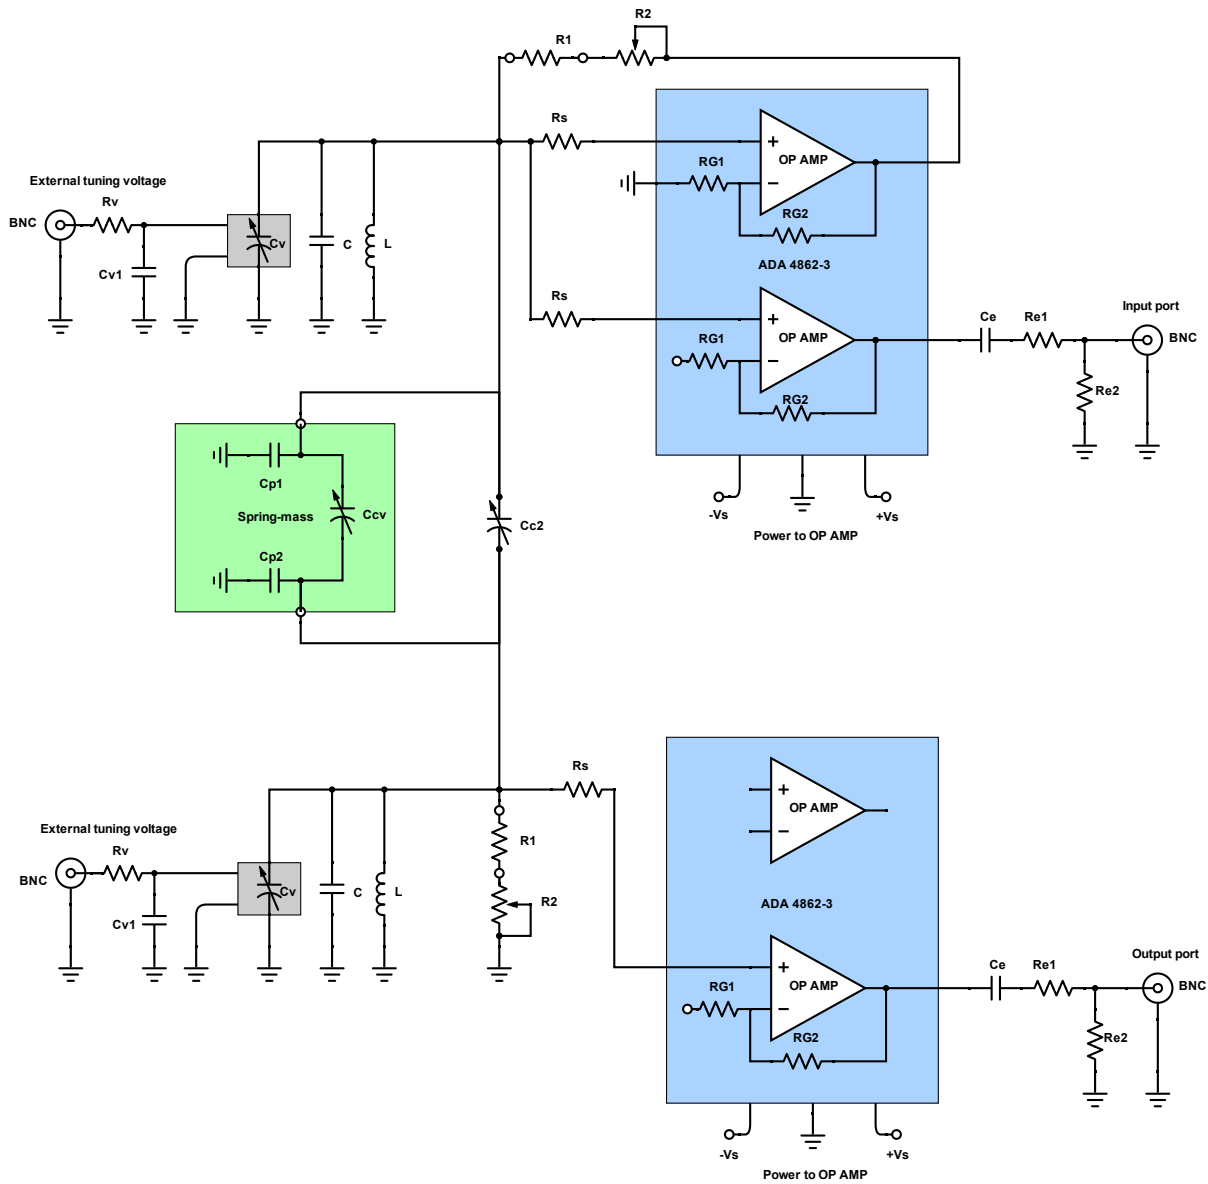 R2
R1
Rs
+
OP AMP
RG1
−
External tuning voltage
Rv
RG2
BNC
Cv
C
L
ADA 4862-3
Cv1
Rs
Input port
Ce
Re1
+
BNC
OP AMP
RG1
−
Re2
RG2
Cp1
Spring-mass
Ccv
Cc2
-Vs
+Vs
Power to OP AMP
Cp2
Rs
+
OP AMP
−
External tuning voltage
Rv
R1
BNC
Cv
C
L
R2
ADA 4862-3
Cv1
Output port
Ce
Re1
+
OP AMP
BNC
RG1
−
RG2
Re2
-Vs
+Vs
Power to OP AMP